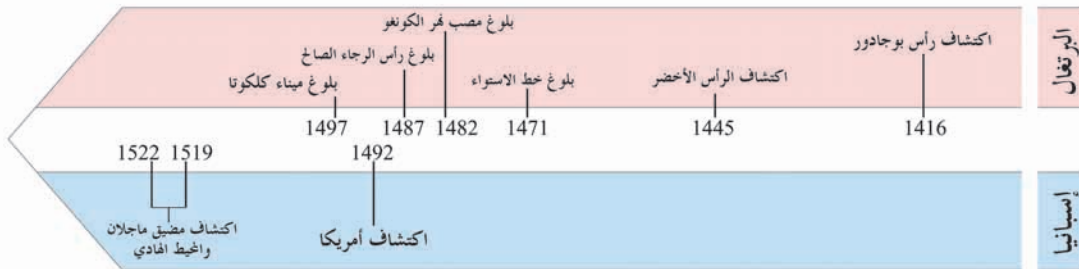 البرتغال
اكتشاف رأس بوجادور
1416
اكتشاف الرأس الأخضر
1445
بلوغ خط الاستواء
1471
بلوغ مصب نهر الكونغو
1482
بلوغ رأس الرجاء الصالح
1487
بلوغ ميناء كلكوتا
1497
إسبانيا
1492
اكتشاف أمريكا
1519
1522
اكتشاف مضيق ماجلان
والمحيط الهادي